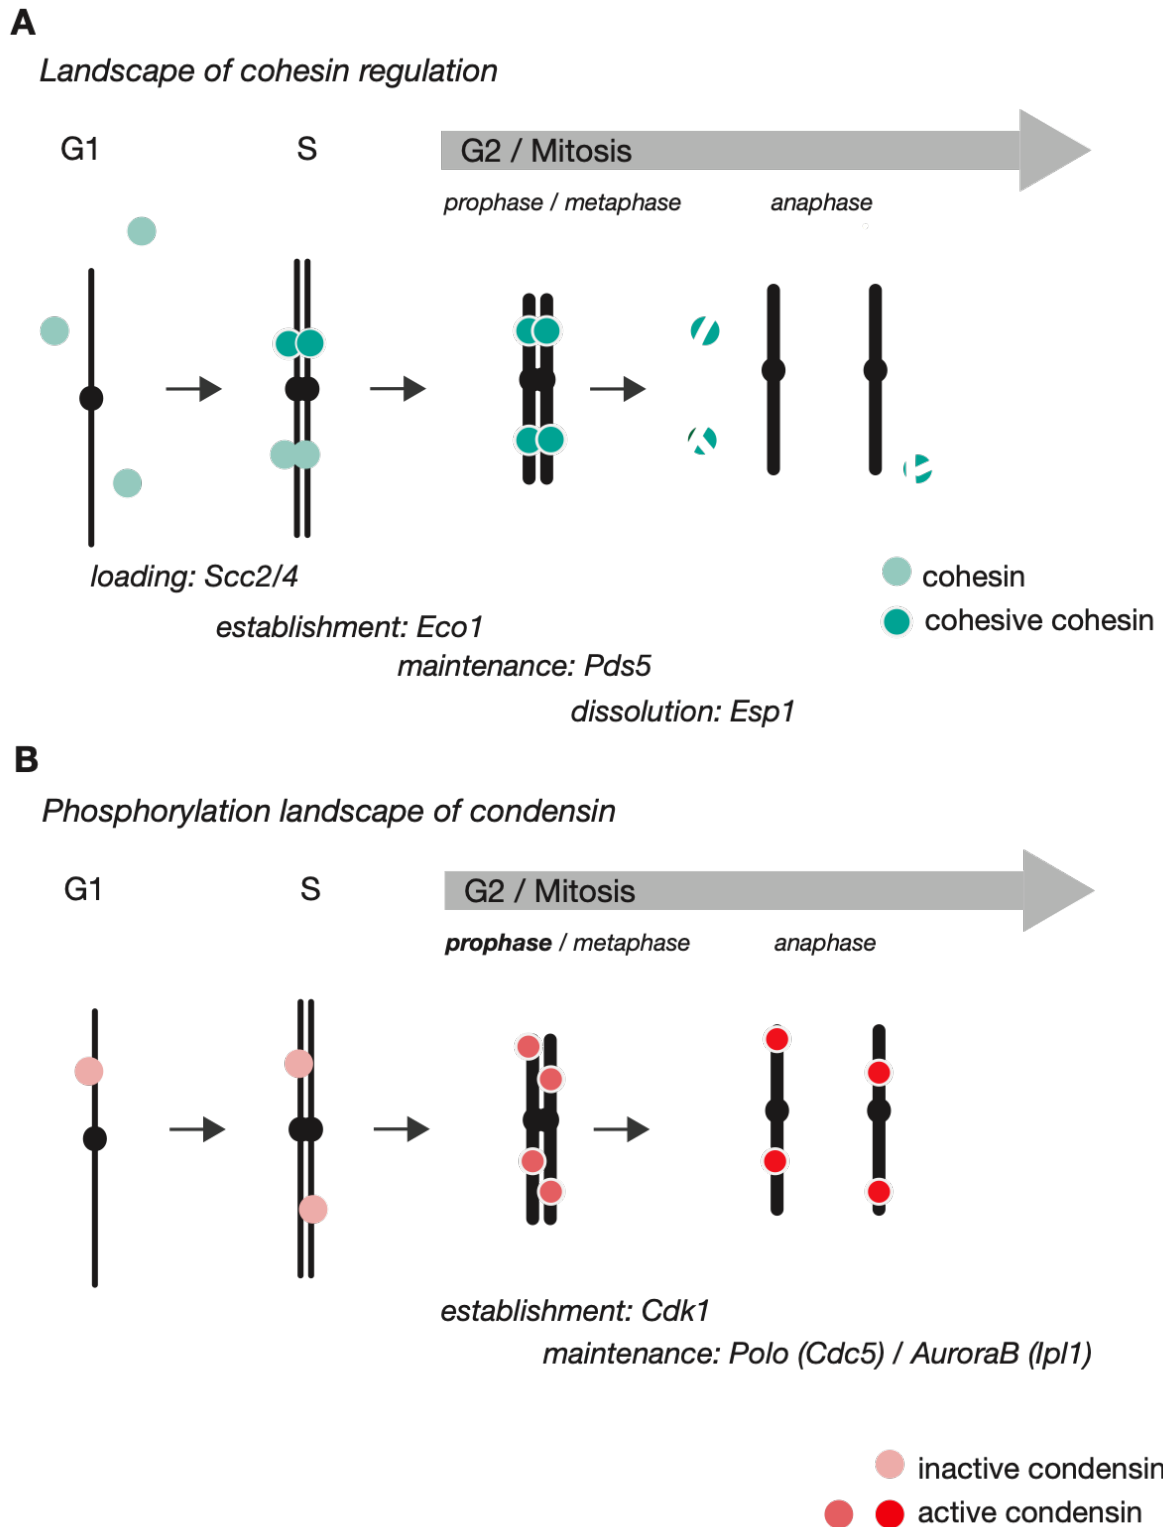 A
Landscape of cohesin regulation
G1
S
G2 / Mitosis
prophase / metaphase
anaphase
loading: Scc2/4
establishment: Eco1
maintenance: Pds5
dissolution: Esp1
cohesin
cohesive cohesin
B
Phosphorylation landscape of condensin
G1
S
G2 / Mitosis
prophase / metaphase
anaphase
establishment: Cdk1
maintenance: Polo (Cdc5) / AuroraB (Ipl1)
inactive condensin
active condensin